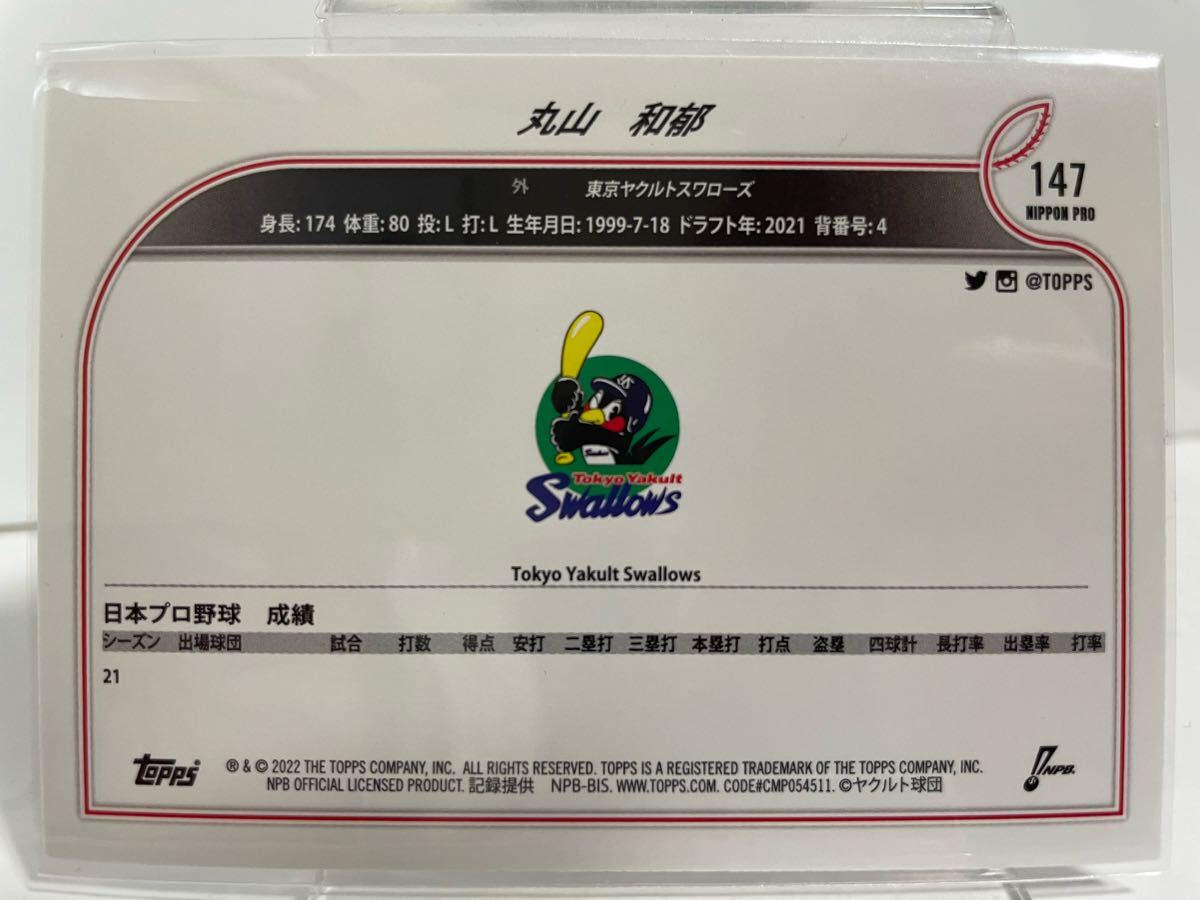 丸山 和郁
147
NIPPON PRO
外 東京ヤクルトスワローズ
身長: 174 体重: 80 投: L 打: L 生年月日: 1999-7-18 ドラフト年: 2021 背番号: 4
@TOPPS
Tokyo Yakult
Swallows
Tokyo Yakult Swallows
日本プロ野球 成績
シーズン 出場球団 試合 打数 得点 安打 二塁打 三塁打 本塁打 打点 盗塁 四球計 長打率 出塁率 打率
21
topps
® & © 2022 THE TOPPS COMPANY, INC. ALL RIGHTS RESERVED. TOPPS IS A REGISTERED TRADEMARK OF THE TOPPS COMPANY, INC.
NPB OFFICIAL LICENSED PRODUCT. 記録提供 NPB-BIS. WWW.TOPPS.COM. CODE#CMP054511. ©ヤクルト球団
NPB.